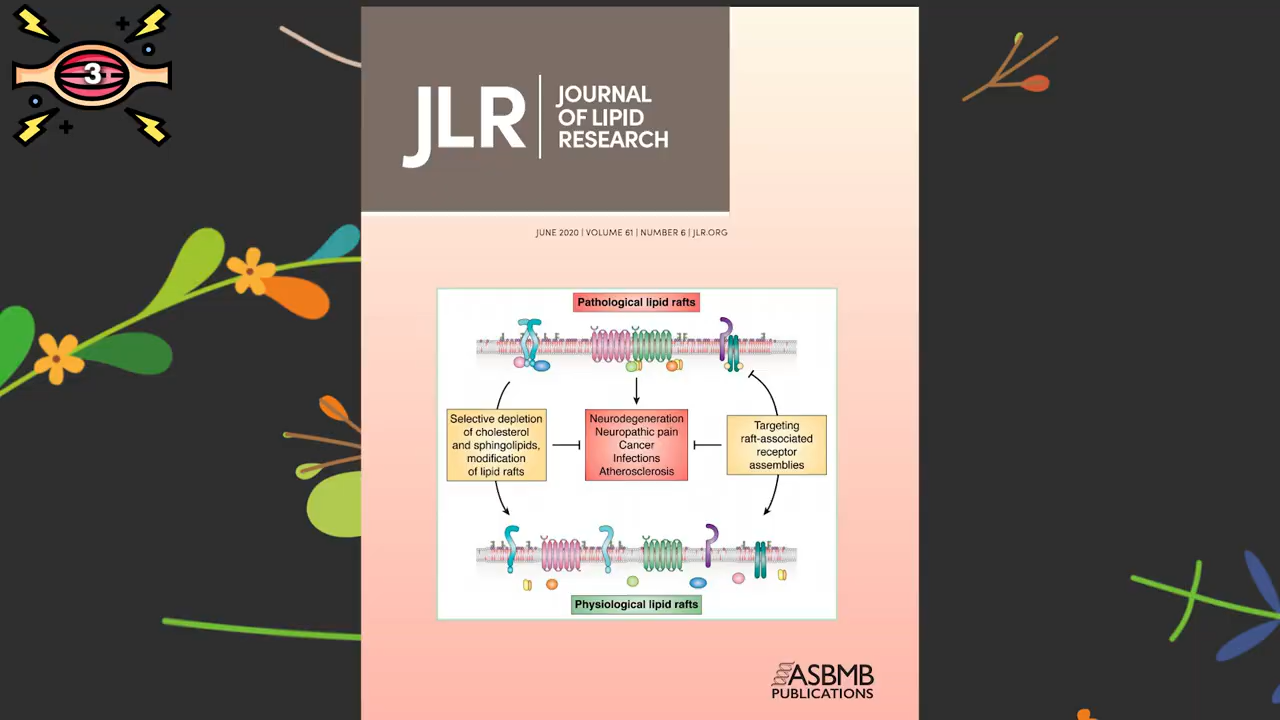 3
JLR
JOURNAL
OF LIPID
RESEARCH
JUNE 2020 | VOLUME 61 | NUMBER 6 | JLR.ORG
Pathological lipid rafts
Selective depletion
of cholesterol
and sphingolipids,
modification
of lipid rafts
Neurodegeneration
Neuropathic pain
Cancer
Infections
Atherosclerosis
Targeting
raft-associated
receptor
assemblies
Physiological lipid rafts
ASBMB
PUBLICATIONS